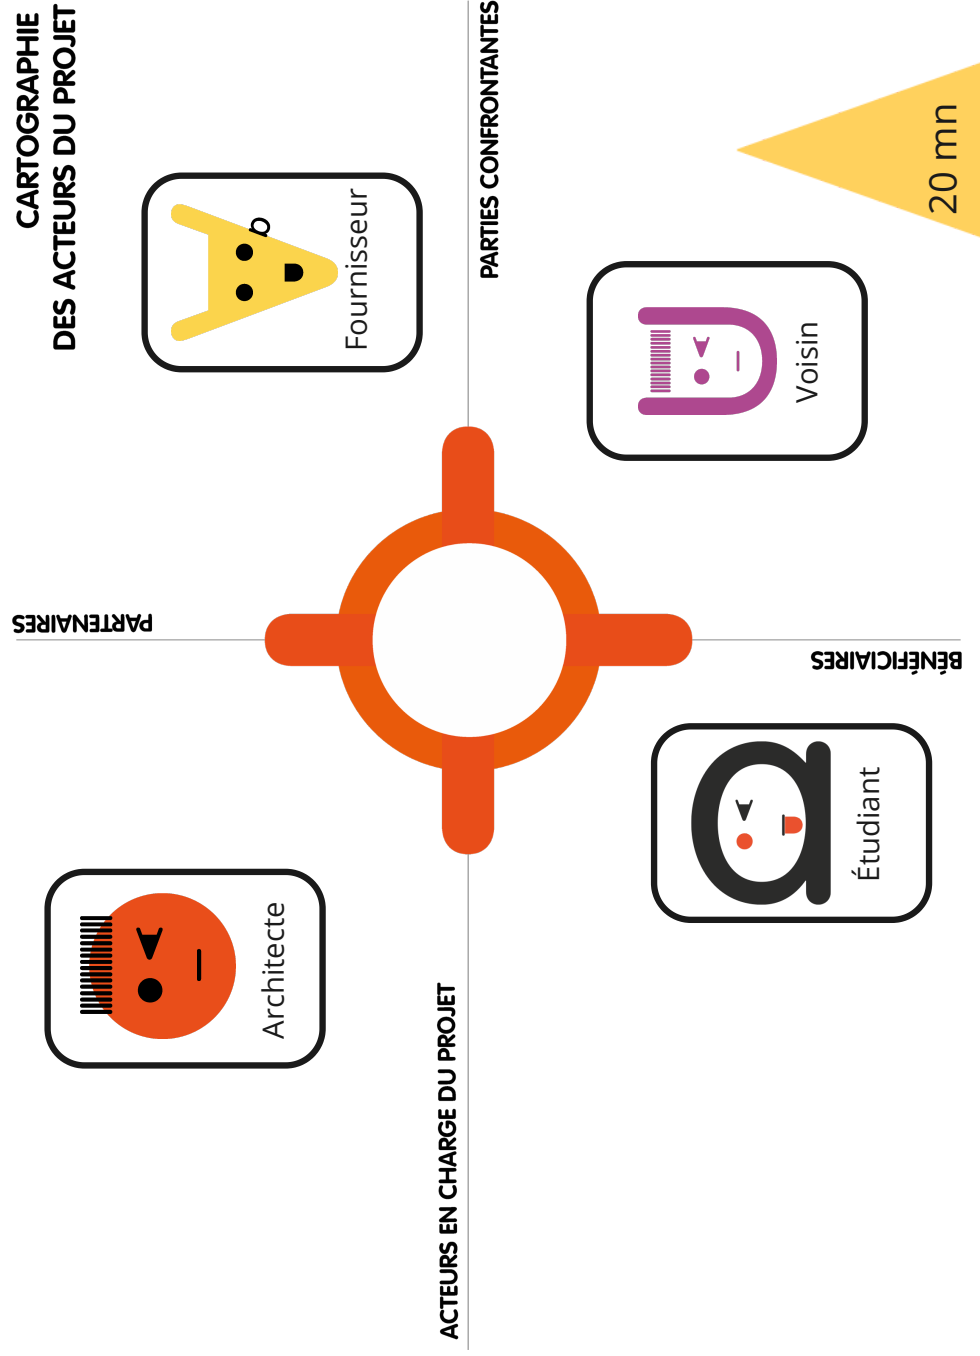 CARTOGRAPHIE
DES ACTEURS DU PROJET
PARTENAIRES
Architecte
Fournisseur
ACTEURS EN CHARGE DU PROJET
PARTIES CONFRONTANTES
Voisin
Étudiant
BÉNÉFICIAIRES
20 mn